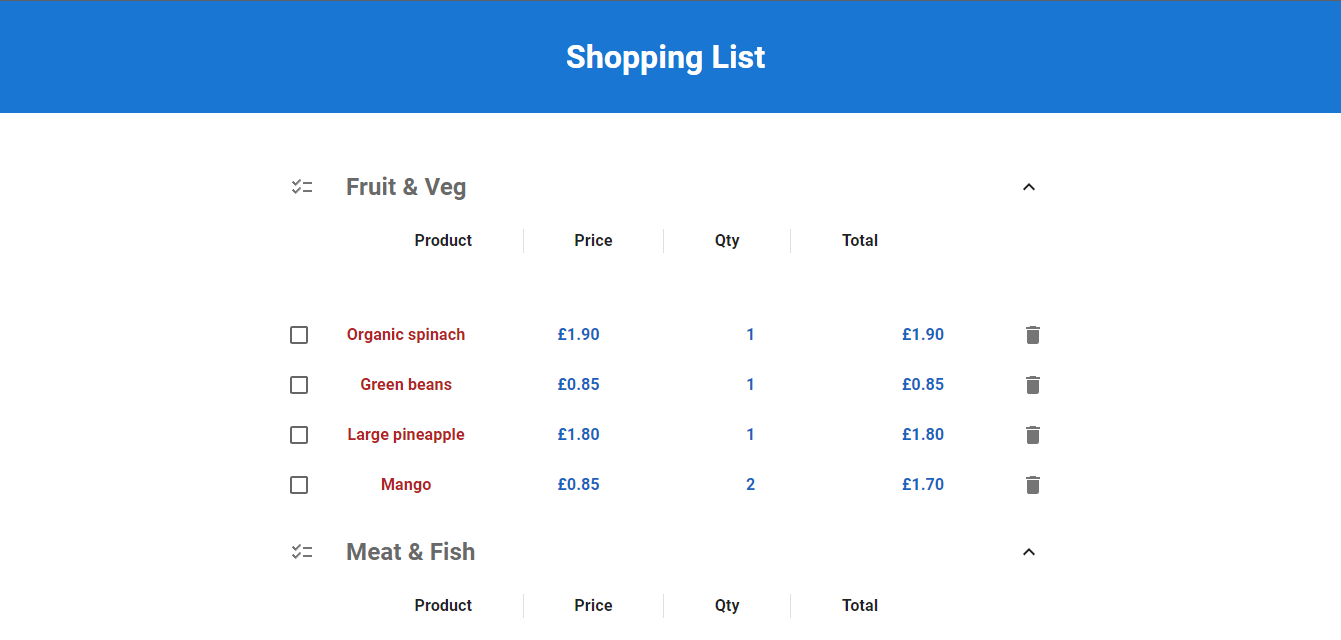 Shopping List
Fruit & Veg
Product Price Qty Total
Organic spinach £1.90 1 £1.90
Green beans £0.85 1 £0.85
Large pineapple £1.80 1 £1.80
Mango £0.85 2 £1.70
Meat & Fish
Product Price Qty Total